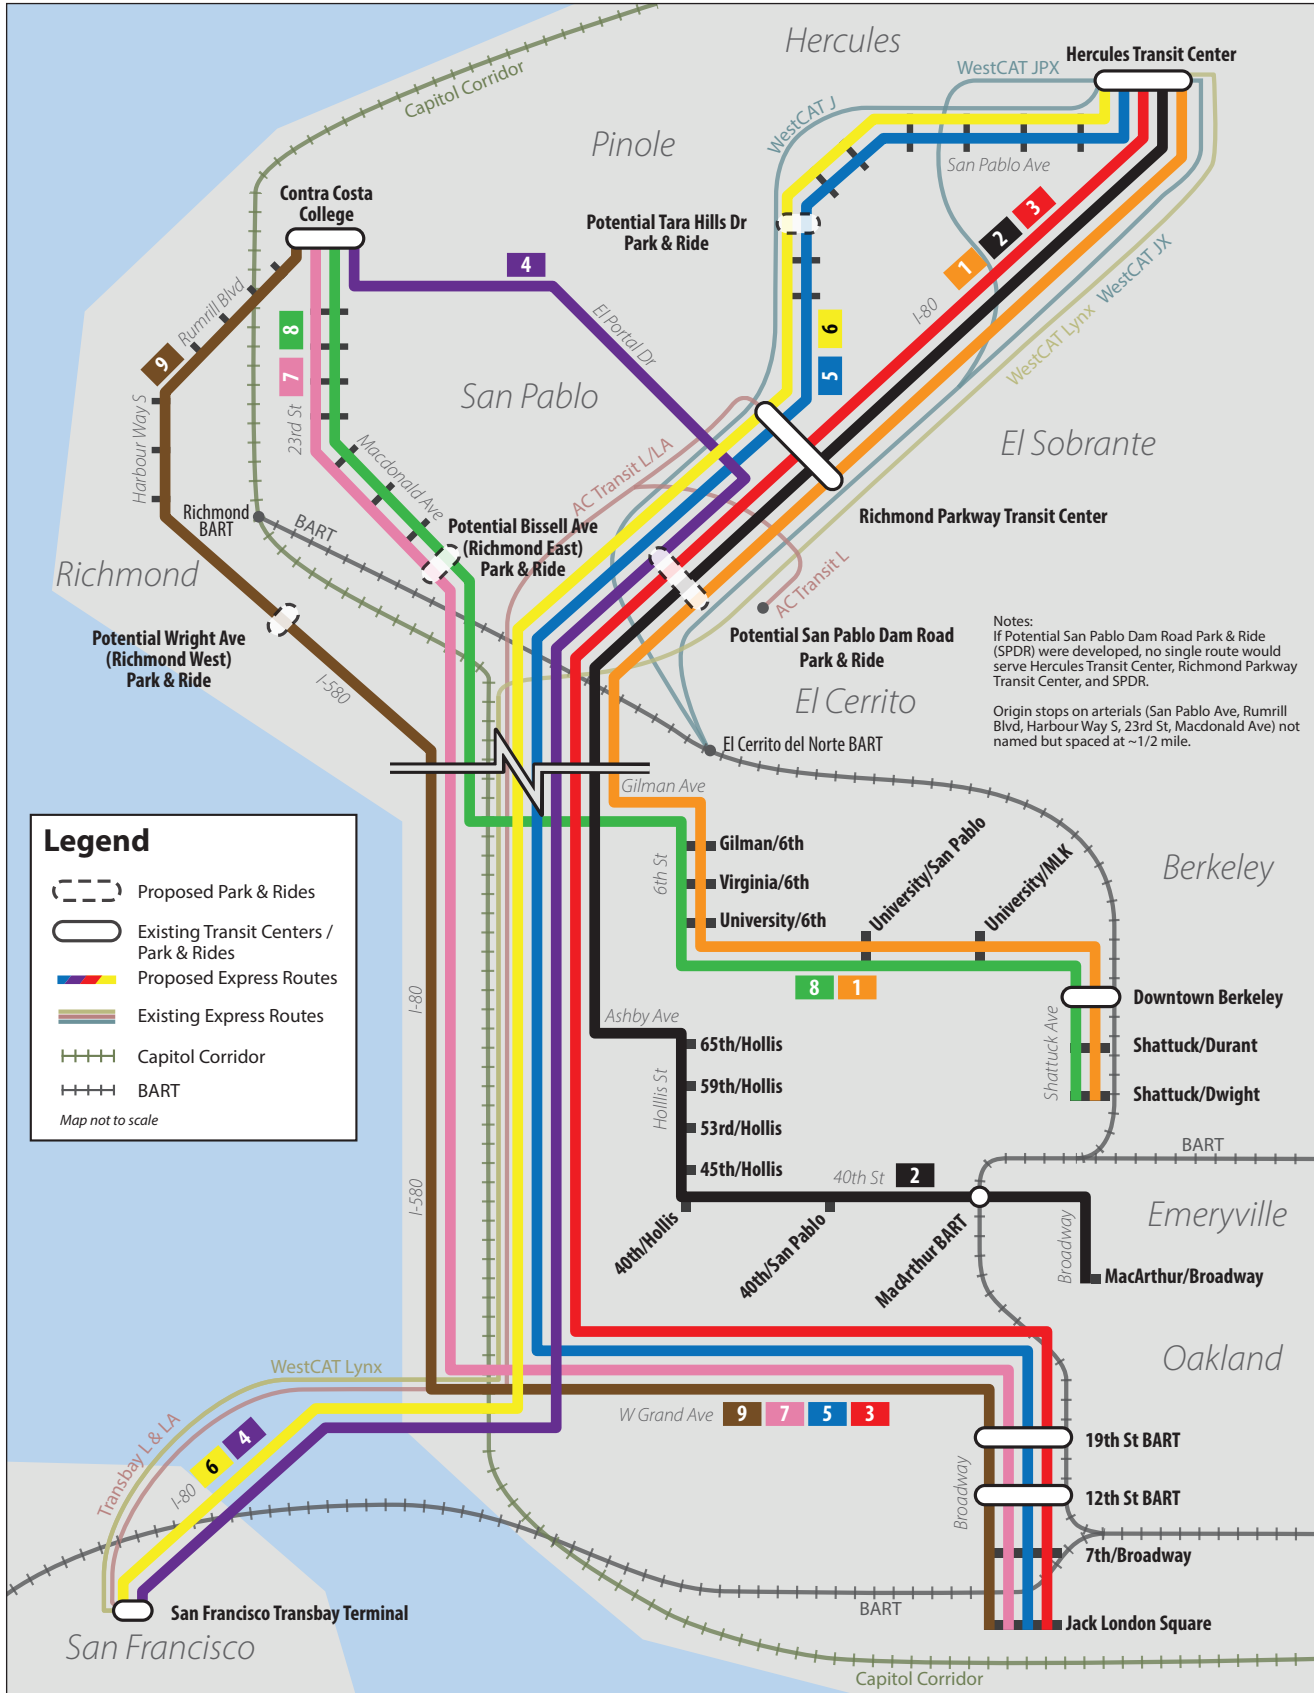 Hercules
Hercules Transit Center
WestCAT JPX
Capitol Corridor
WestCAT J
Pinole
San Pablo Ave
Contra Costa
College
Potential Tara Hills Dr
Park & Ride
4
1
2
3
I-80
WestCAT JX
WestCAT Lynx
Rumrill Blvd
El Portal Dr
8
7
6
5
9
23rd St
San Pablo
Harbour Way S
Macdonald Ave
AC Transit L/LA
El Sobrante
Richmond
BART
BART
Richmond Parkway Transit Center
Potential Bissell Ave
(Richmond East)
Park & Ride
Richmond
AC Transit L
Potential Wright Ave
(Richmond West)
Park & Ride
Potential San Pablo Dam Road
Park & Ride
I-580
El Cerrito
El Cerrito del Norte BART
Notes:
If Potential San Pablo Dam Road Park & Ride
(SPDR) were developed, no single route would
serve Hercules Transit Center, Richmond Parkway
Transit Center, and SPDR.
Origin stops on arterials (San Pablo Ave, Rumrill
Blvd, Harbour Way S, 23rd St, Macdonald Ave) not
named but spaced at ~1/2 mile.
Gilman Ave
Legend
Proposed Park & Rides
Existing Transit Centers /
Park & Rides
Proposed Express Routes
Existing Express Routes
Capitol Corridor
BART
Map not to scale
6th St
Gilman/6th
Virginia/6th
University/6th
University/San Pablo
University/MLK
Berkeley
8
1
I-80
Ashby Ave
Shattuck Ave
Downtown Berkeley
Shattuck/Durant
Shattuck/Dwight
Holllis St
65th/Hollis
59th/Hollis
53rd/Hollis
45th/Hollis
BART
I-580
40th St
2
40th/Hollis
40th/San Pablo
MacArthur BART
Broadway
Emeryville
MacArthur/Broadway
Oakland
WestCAT Lynx
Transbay L & LA
I-80
6
4
W Grand Ave
9
7
5
3
19th St BART
12th St BART
Broadway
7th/Broadway
BART
San Francisco Transbay Terminal
San Francisco
Jack London Square
Capitol Corridor